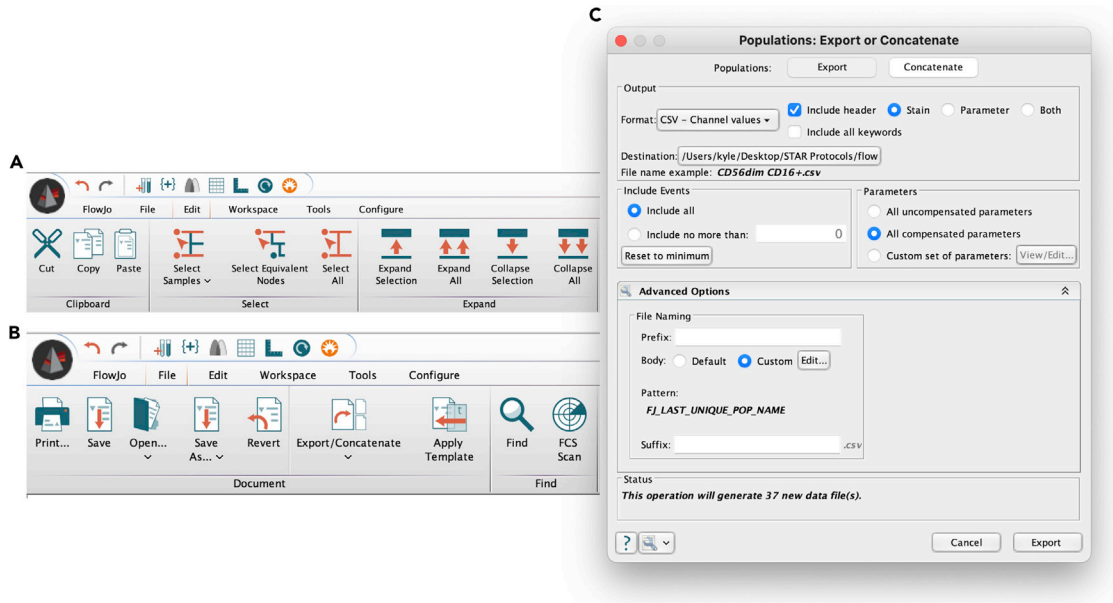 A
FlowJo File Edit Workspace Tools Configure
Cut Copy Paste Select Samples Select Equivalent Nodes Select All Expand Selection Expand All Collapse Selection Collapse All
Clipboard Select Expand
B
FlowJo File Edit Workspace Tools Configure
Print... Save Open... Save As... Revert Export/Concatenate Apply Template Find FCS Scan
Document Find
C
Populations: Export or Concatenate
Populations: Export Concatenate
Output
Format: CSV - Channel values Include header Stain Parameter Both
Include all keywords
Destination: /Users/kyle/Desktop/STAR Protocols/flow
File name example: CD56dim CD16+.csv
Include Events
Include all
Include no more than: 0
Reset to minimum
Parameters
All uncompensated parameters
All compensated parameters
Custom set of parameters: View/Edit...
Advanced Options
File Naming
Prefix:
Body: Default Custom Edit...
Pattern:
FJ_LAST_UNIQUE_POP_NAME
Suffix: .csv
Status
This operation will generate 37 new data file(s).
? Cancel Export